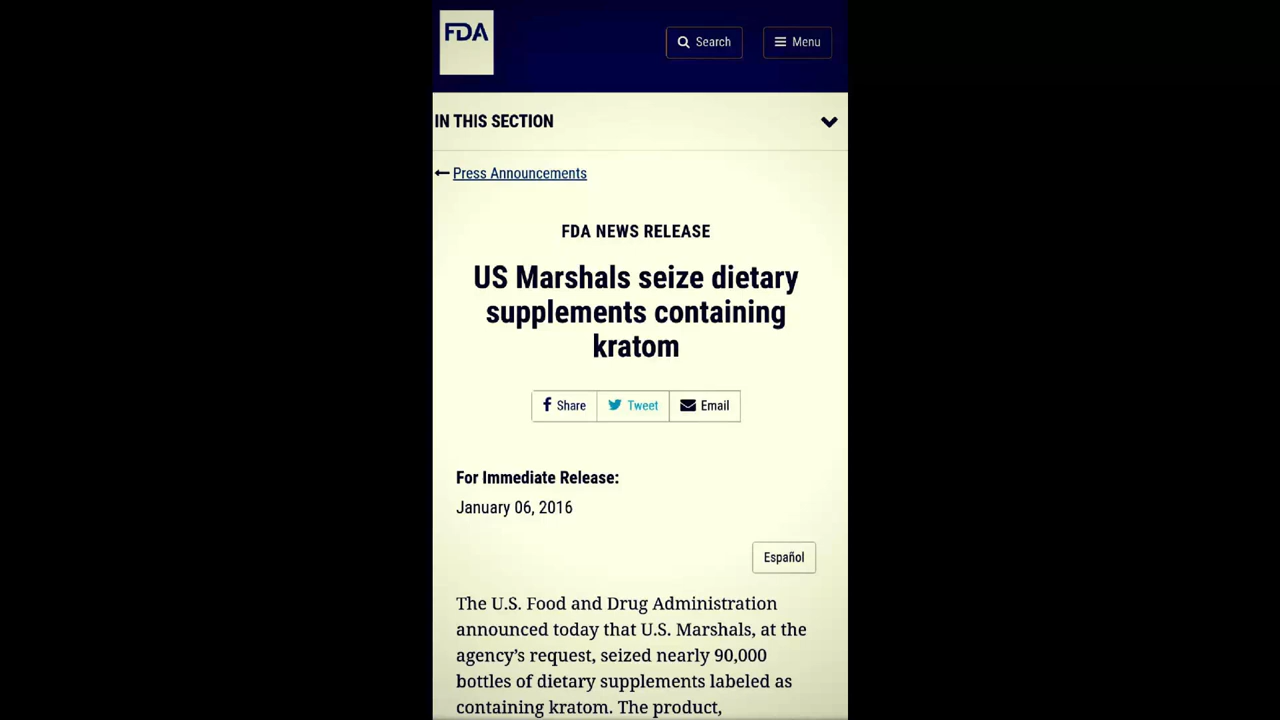 FDA
Search
Menu
IN THIS SECTION
Press Announcements
FDA NEWS RELEASE
US Marshals seize dietary
supplements containing
kratom
Share
Tweet
Email
For Immediate Release:
January 06, 2016
Español
The U.S. Food and Drug Administration
announced today that U.S. Marshals, at the
agency’s request, seized nearly 90,000
bottles of dietary supplements labeled as
containing kratom. The product,